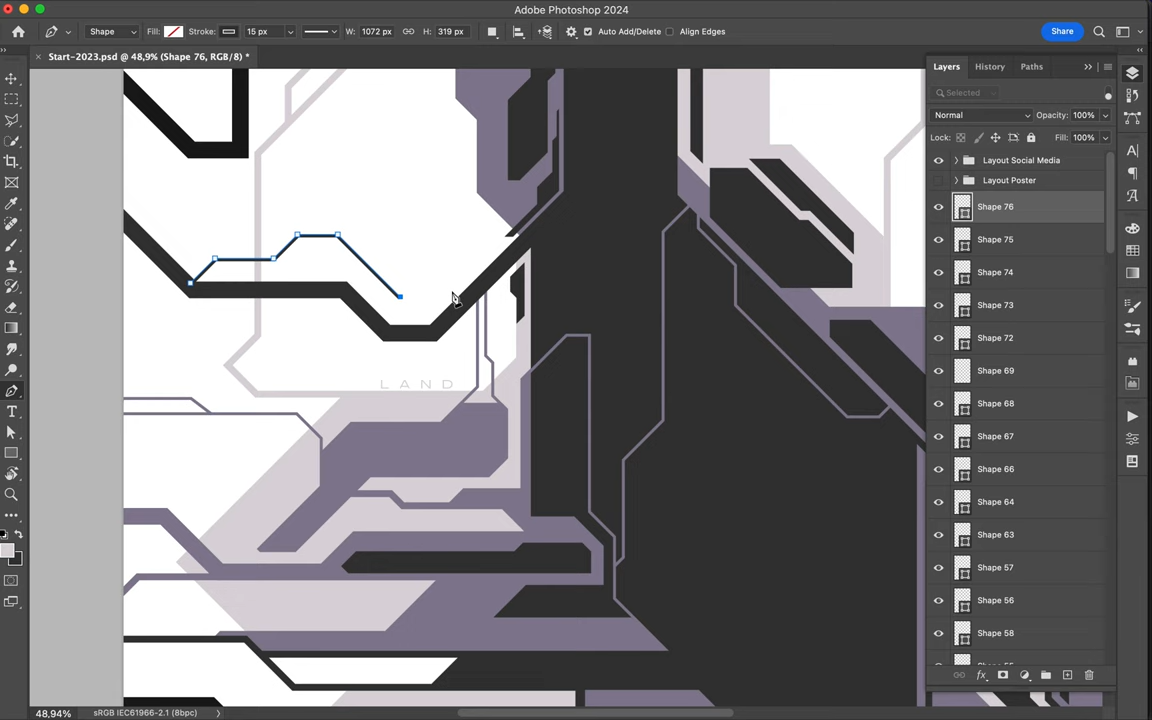 Adobe Photoshop 2024
Shape
Fill:
Stroke:
15 px
W:
1072 px
H:
319 px
Auto Add/Delete
Align Edges
Share
Start-2023.psd @ 48,9% (Shape 76, RGB/8) *
Layers
History
Paths
Selected
Normal
Opacity:
100%
Lock:
Fill:
100%
Layout Social Media
Layout Poster
Shape 76
Shape 75
Shape 74
Shape 73
Shape 72
Shape 69
Shape 68
Shape 67
Shape 66
Shape 64
Shape 63
Shape 57
Shape 56
Shape 58
LAND
48,94%
sRGB IEC61966-2.1 (8bpc)